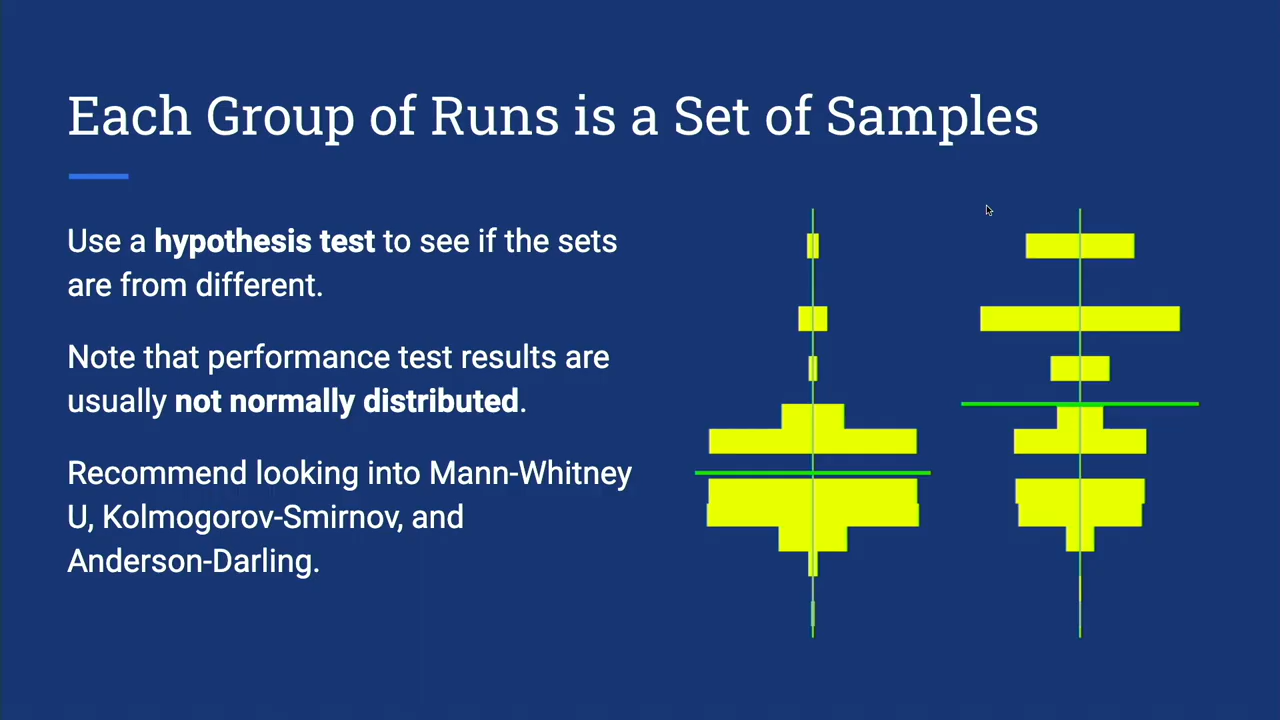 Each Group of Runs is a Set of Samples
Use a hypothesis test to see if the sets
are from different.
Note that performance test results are
usually not normally distributed.
Recommend looking into Mann-Whitney
U, Kolmogorov-Smirnov, and
Anderson-Darling.